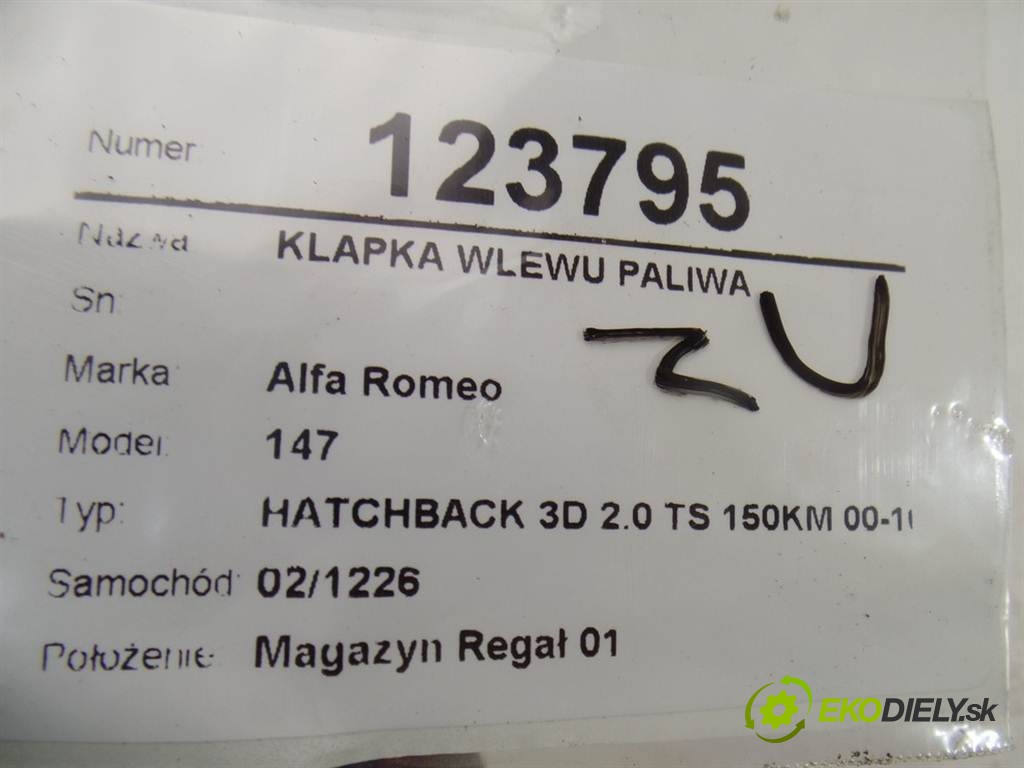 Numer 123795
Nazwa KLAPKA WLEWU PALIWA
ZU
Sn:
Marka Alfa Romeo
Model: 147
Typ: HATCHBACK 3D 2.0 TS 150KM 00-10
Samochód: 02/1226
Położenie: Magazyn Regał 01
EKODIELY.sk